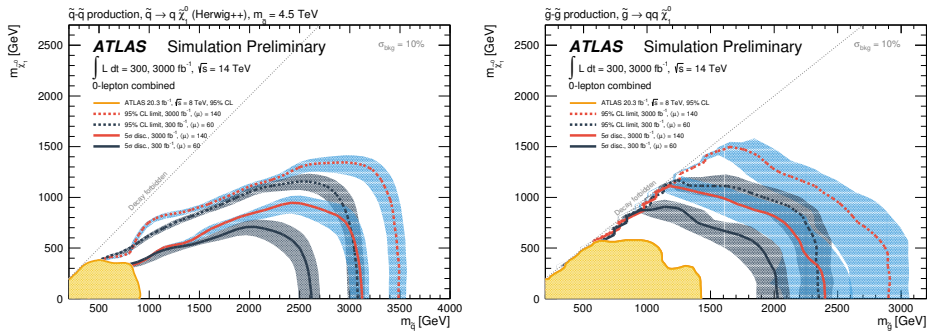 q̃-q̃ production, q̃ → q χ̃₁⁰ (Herwig++), m_g̃ = 4.5 TeV
m_χ̃₁⁰ [GeV]
2500
2000
1500
1000
500
0
ATLAS Simulation Preliminary
σ_bkg = 10%
∫ L dt = 300, 3000 fb⁻¹, √s = 14 TeV
0-lepton combined
ATLAS 20.3 fb⁻¹, √s = 8 TeV, 95% CL
95% CL limit, 3000 fb⁻¹, ⟨μ⟩ = 140
95% CL limit, 300 fb⁻¹, ⟨μ⟩ = 60
5σ disc., 3000 fb⁻¹, ⟨μ⟩ = 140
5σ disc., 300 fb⁻¹, ⟨μ⟩ = 60
Decay forbidden
500 1000 1500 2000 2500 3000 3500 4000
m_q̃ [GeV]
g̃-g̃ production, g̃ → qq χ̃₁⁰
m_χ̃₁⁰ [GeV]
2500
2000
1500
1000
500
0
ATLAS Simulation Preliminary
σ_bkg = 10%
∫ L dt = 300, 3000 fb⁻¹, √s = 14 TeV
0-lepton combined
ATLAS 20.3 fb⁻¹, √s = 8 TeV, 95% CL
95% CL limit, 3000 fb⁻¹, ⟨μ⟩ = 140
95% CL limit, 300 fb⁻¹, ⟨μ⟩ = 60
5σ disc., 3000 fb⁻¹, ⟨μ⟩ = 140
5σ disc., 300 fb⁻¹, ⟨μ⟩ = 60
Decay forbidden
500 1000 1500 2000 2500 3000
m_g̃ [GeV]